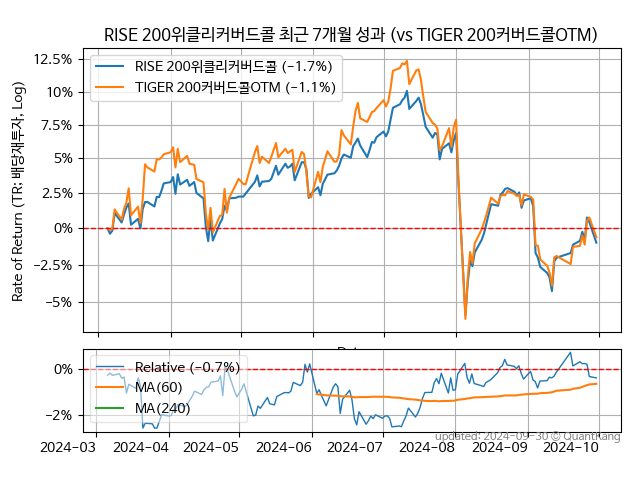 RISE 200위클리커버드콜 최근 7개월 성과 (vs TIGER 200커버드콜OTM)
RISE 200위클리커버드콜 (−1.7%)
TIGER 200커버드콜OTM (−1.1%)
Rate of Return (TR: 배당재투자, Log)
12.5%
10%
7.5%
5%
2.5%
0%
−2.5%
−5%
Relative (−0.7%)
MA(60)
MA(240)
0%
−2%
2024−03
2024−04
2024−05
2024−06
2024−07
2024−08
2024−09
2024−10
updated: 2024−09−30 © QuantKang